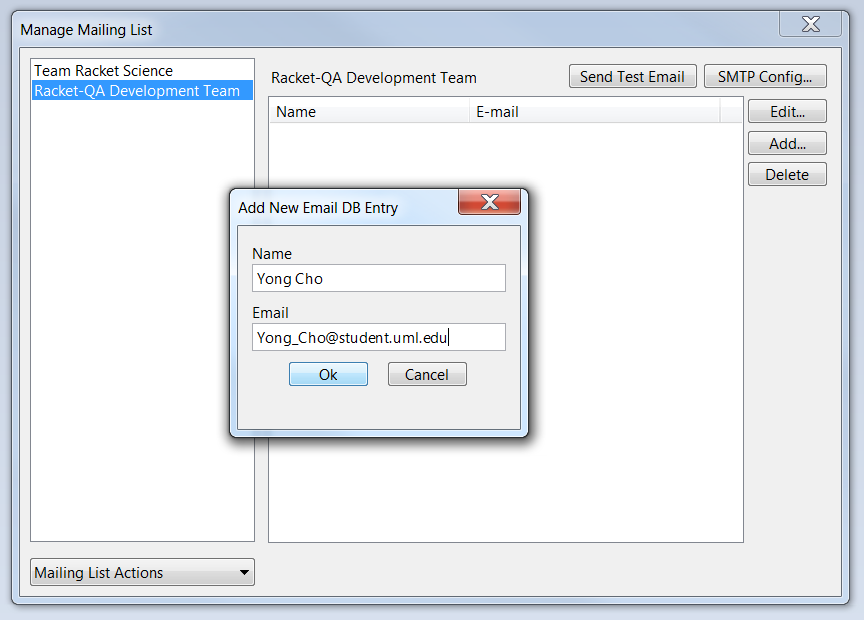 Manage Mailing List
Team Racket Science
Racket-QA Development Team
Racket-QA Development Team
Send Test Email
SMTP Config...
Name
E-mail
Edit...
Add...
Delete
Add New Email DB Entry
Name
Yong Cho
Email
Yong_Cho@student.uml.edu
Ok
Cancel
Mailing List Actions